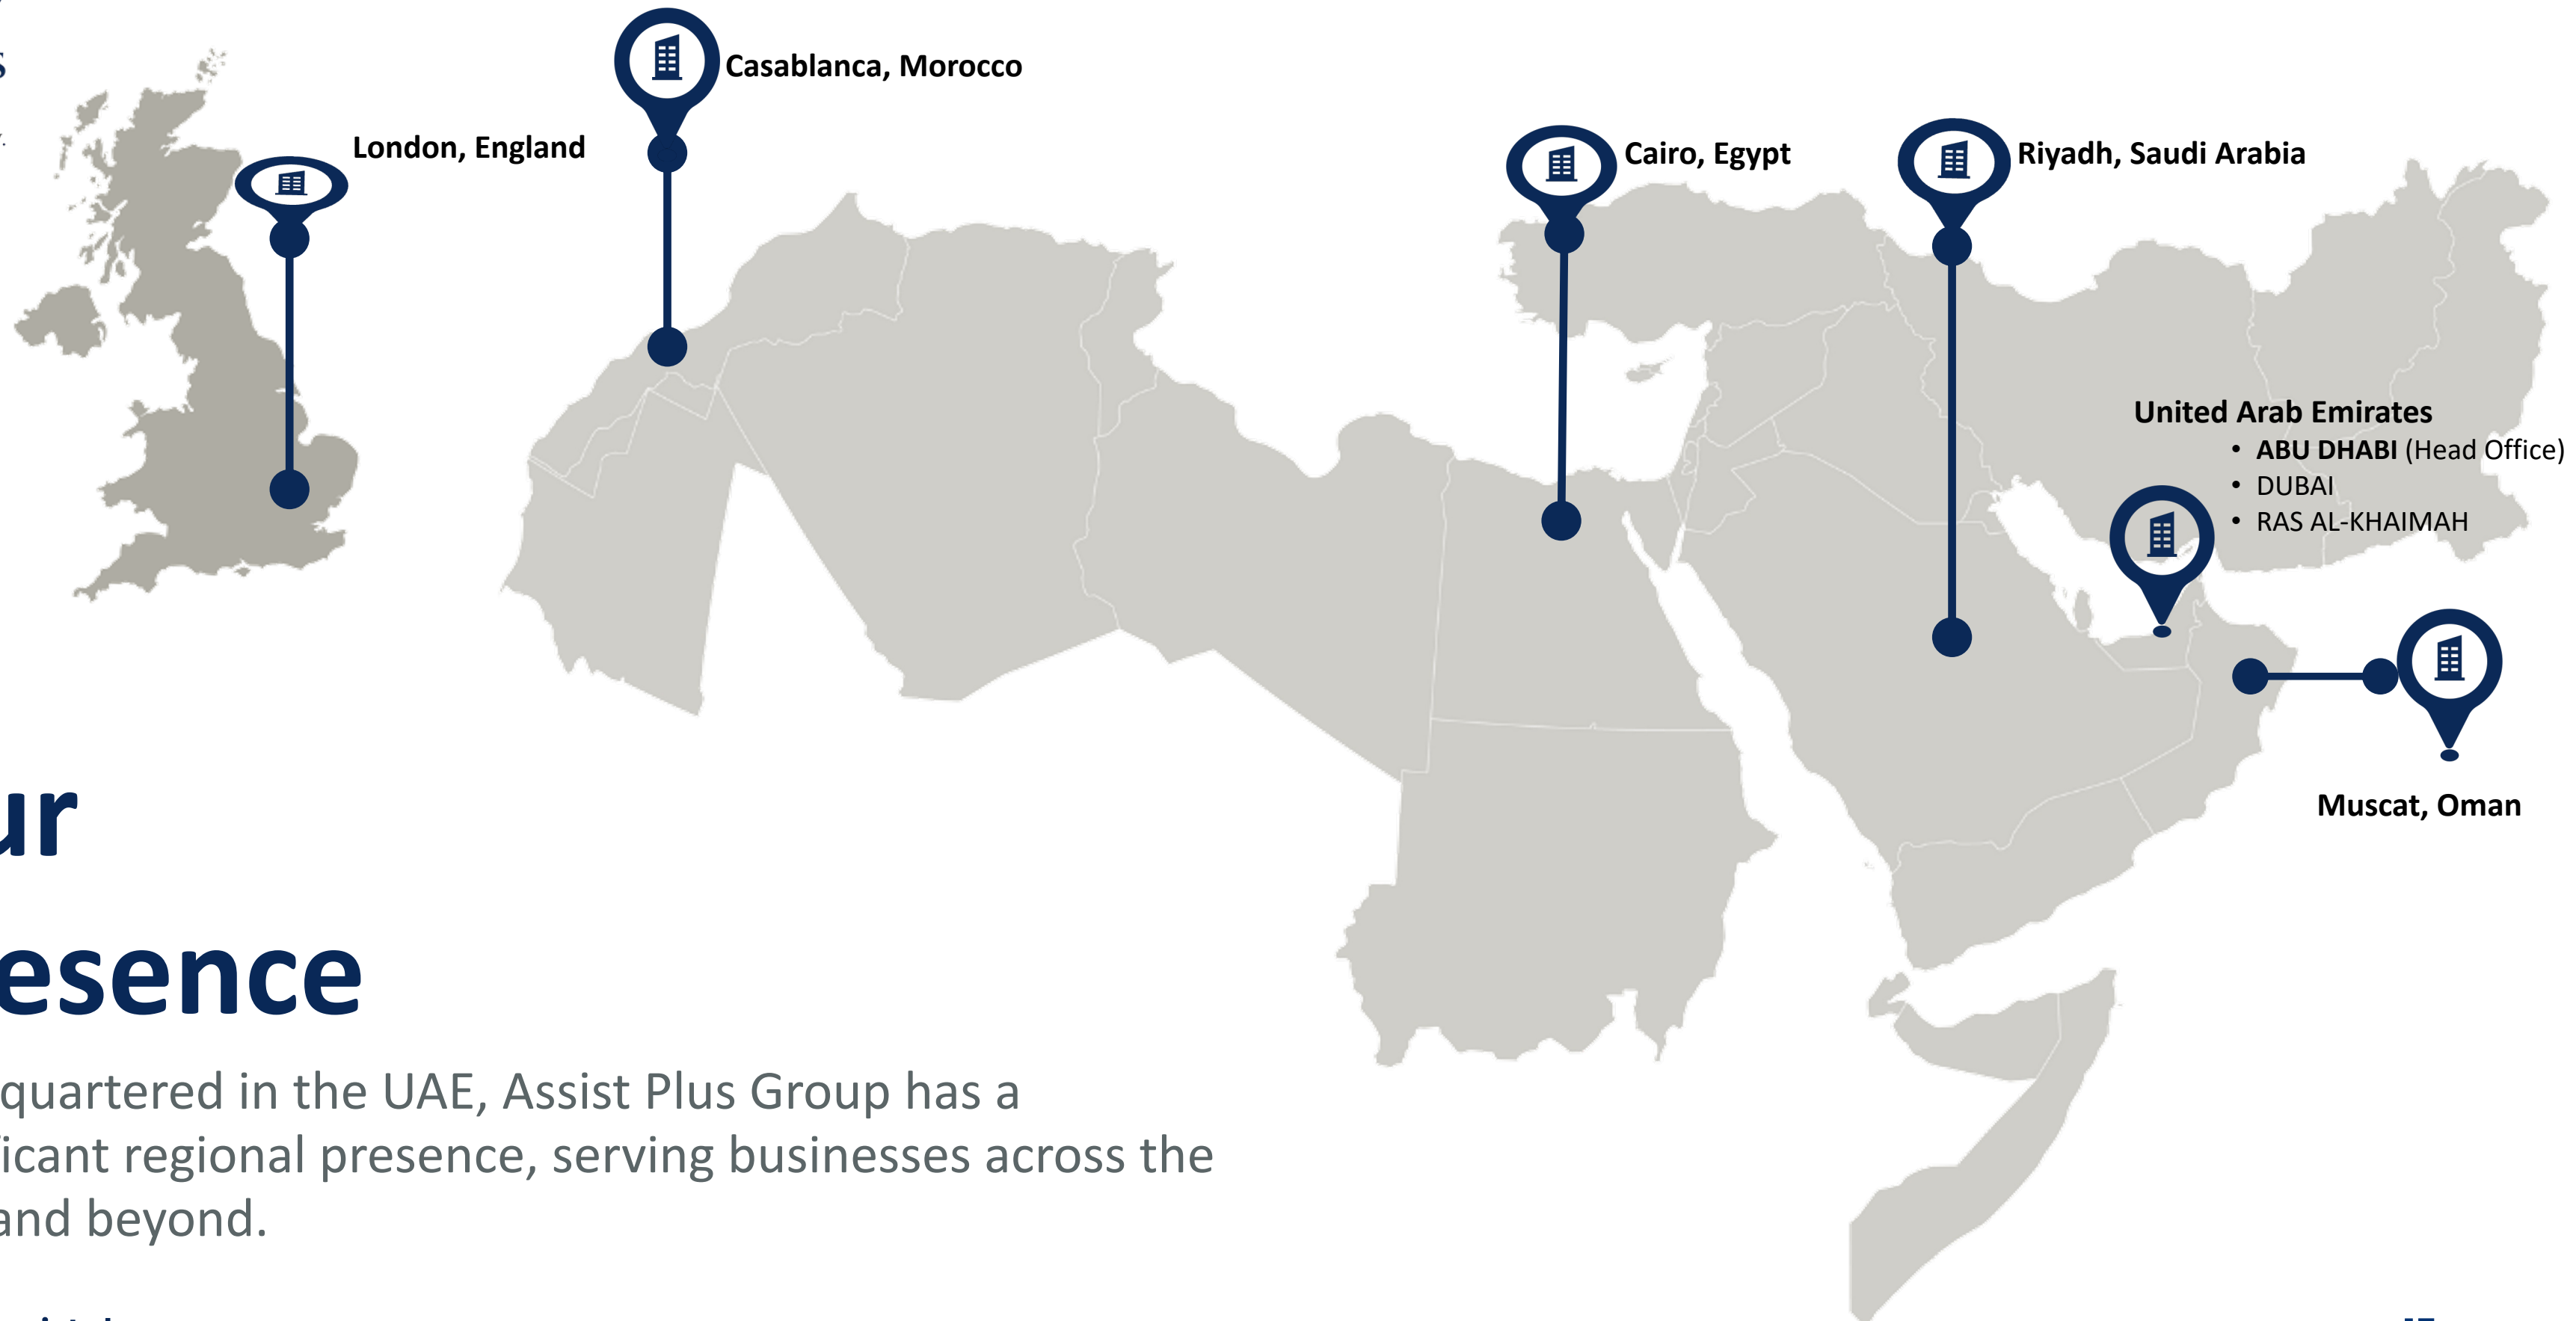 Casablanca, Morocco
London, England
Cairo, Egypt
Riyadh, Saudi Arabia
United Arab Emirates
• ABU DHABI (Head Office)
• DUBAI
• RAS AL-KHAIMAH
Muscat, Oman
ur
esence
quartered in the UAE, Assist Plus Group has a
ficant regional presence, serving businesses across the
and beyond.